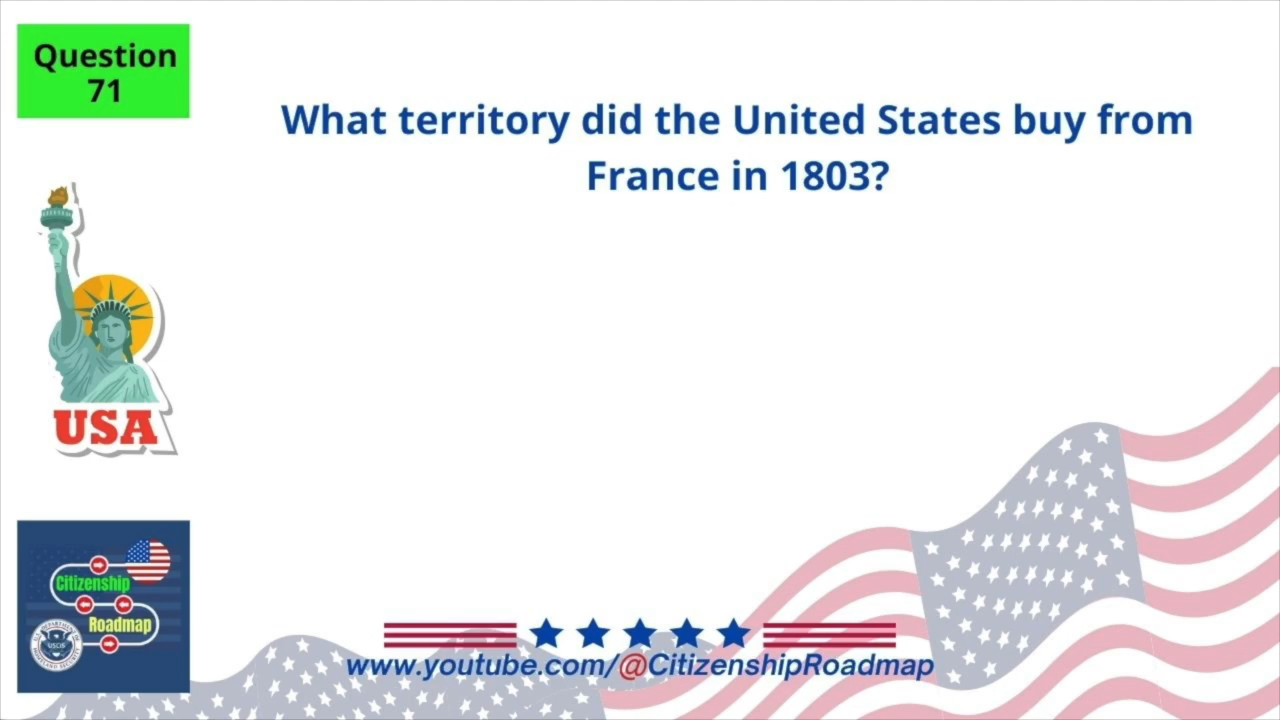 Question
71
What territory did the United States buy from
France in 1803?
USA
Citizenship
Roadmap
USCIS
www.youtube.com/@CitizenshipRoadmap